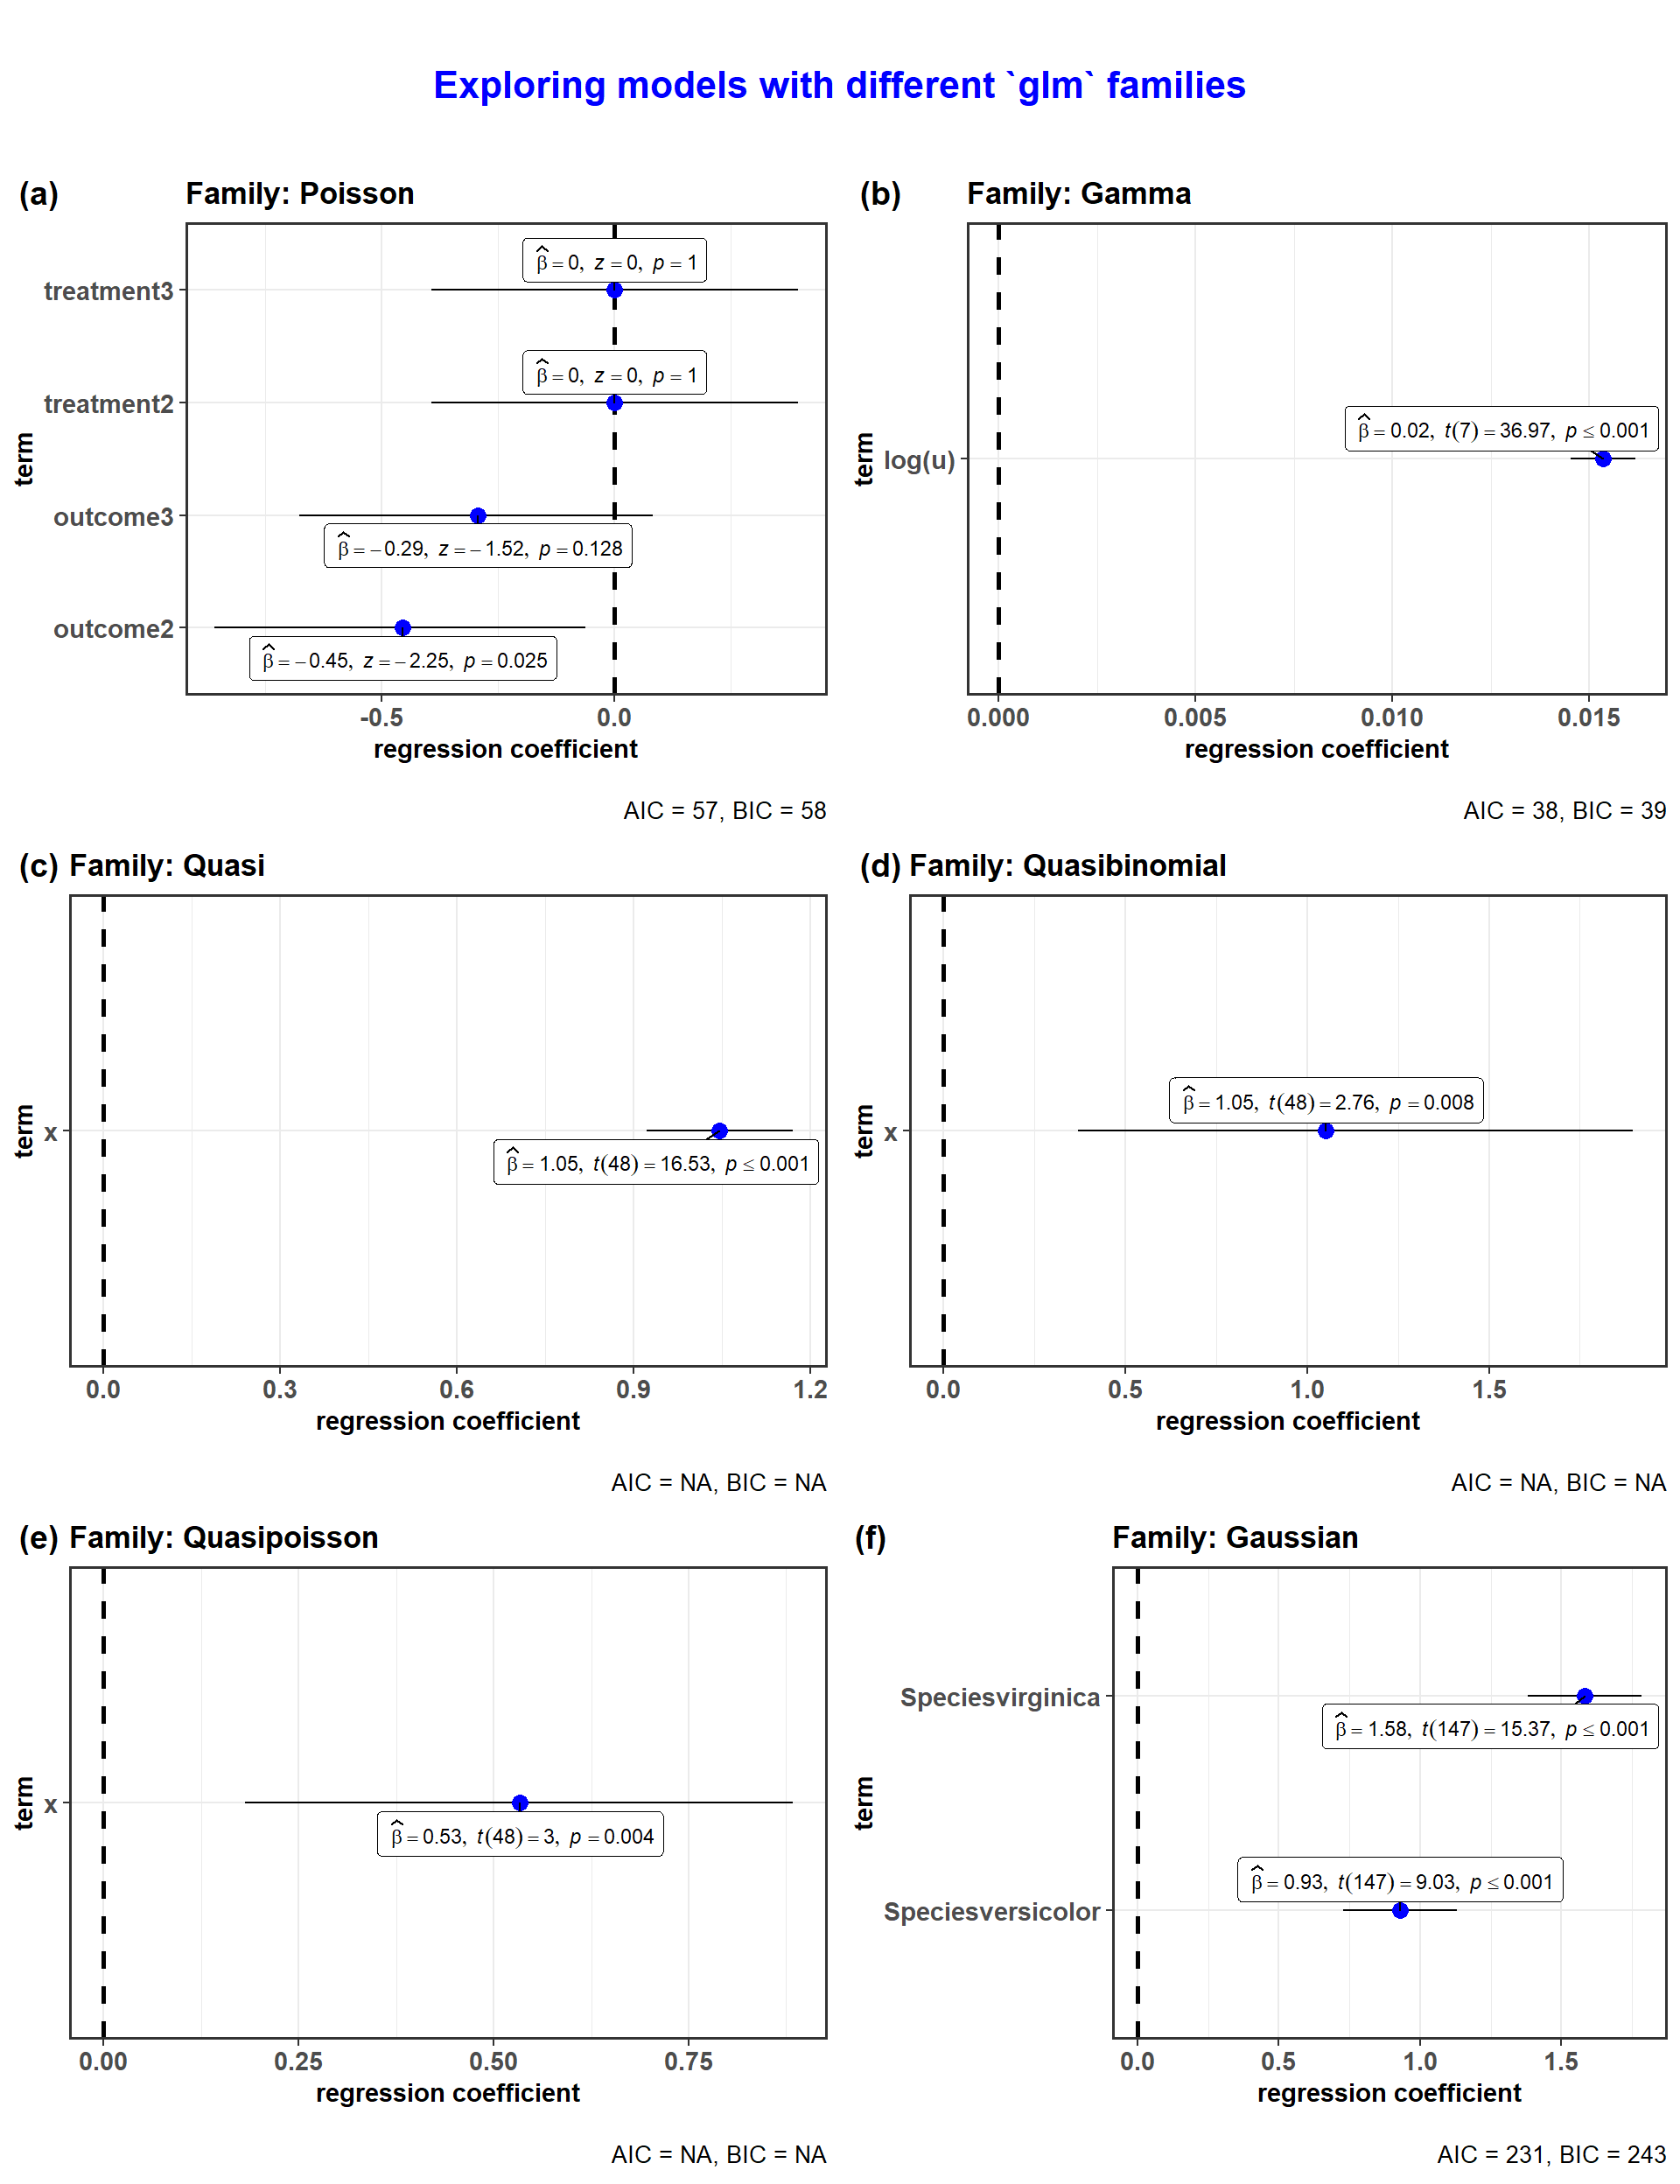 Exploring models with different `glm` families
(a) Family: Poisson
term
treatment3
treatment2
outcome3
outcome2
β̂ = 0, z = 0, p = 1
β̂ = 0, z = 0, p = 1
β̂ = −0.29, z = −1.52, p = 0.128
β̂ = −0.45, z = −2.25, p = 0.025
-0.5 0.0
regression coefficient
AIC = 57, BIC = 58
(b) Family: Gamma
term
log(u)
β̂ = 0.02, t(7) = 36.97, p ≤ 0.001
0.000 0.005 0.010 0.015
regression coefficient
AIC = 38, BIC = 39
(c) Family: Quasi
term
x
β̂ = 1.05, t(48) = 16.53, p ≤ 0.001
0.0 0.3 0.6 0.9 1.2
regression coefficient
AIC = NA, BIC = NA
(d) Family: Quasibinomial
term
x
β̂ = 1.05, t(48) = 2.76, p = 0.008
0.0 0.5 1.0 1.5
regression coefficient
AIC = NA, BIC = NA
(e) Family: Quasipoisson
term
x
β̂ = 0.53, t(48) = 3, p = 0.004
0.00 0.25 0.50 0.75
regression coefficient
AIC = NA, BIC = NA
(f) Family: Gaussian
term
Speciesvirginica
Speciesversicolor
β̂ = 1.58, t(147) = 15.37, p ≤ 0.001
β̂ = 0.93, t(147) = 9.03, p ≤ 0.001
0.0 0.5 1.0 1.5
regression coefficient
AIC = 231, BIC = 243